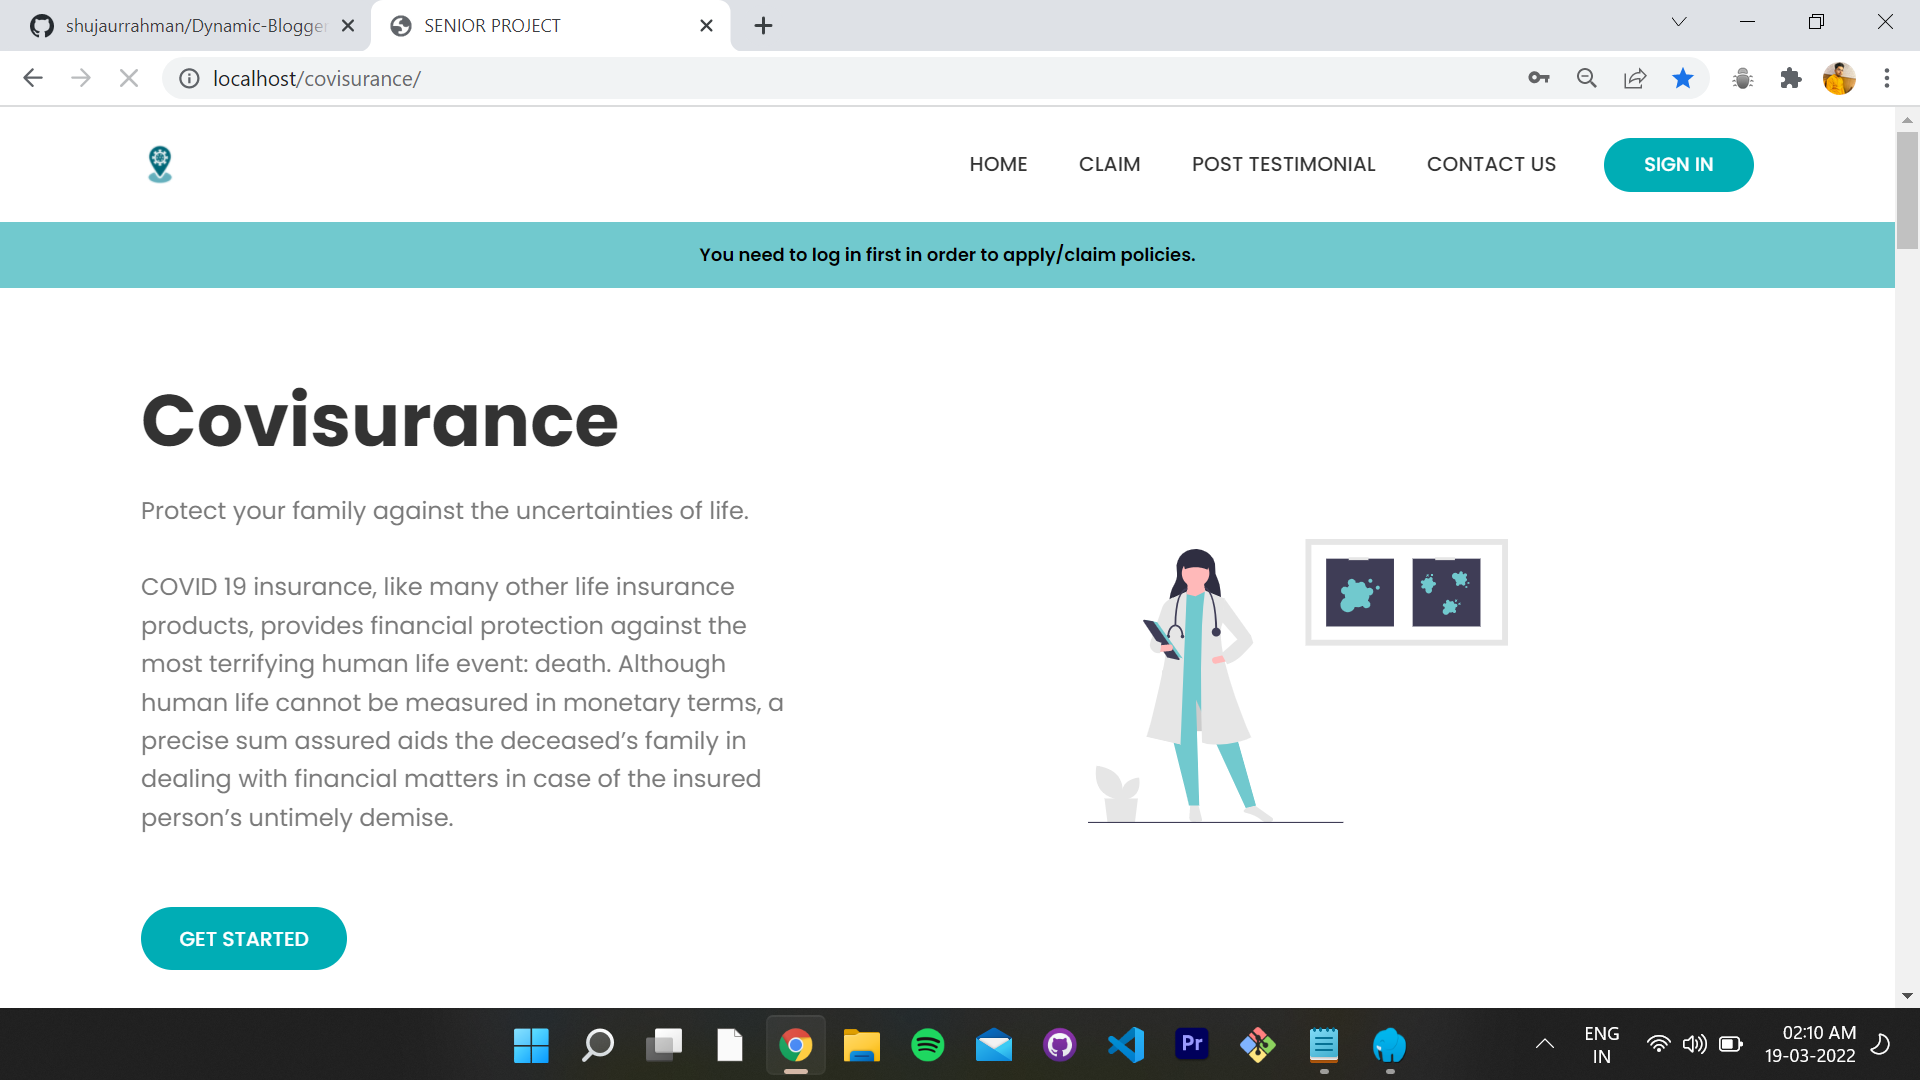 shujaurrahman/Dynamic-Blogger
SENIOR PROJECT
localhost/covisurance/
HOME
CLAIM
POST TESTIMONIAL
CONTACT US
SIGN IN
You need to log in first in order to apply/claim policies.
Covisurance
Protect your family against the uncertainties of life.
COVID 19 insurance, like many other life insurance
products, provides financial protection against the
most terrifying human life event: death. Although
human life cannot be measured in monetary terms, a
precise sum assured aids the deceased’s family in
dealing with financial matters in case of the insured
person’s untimely demise.
GET STARTED
Pr
ENG
IN
02:10 AM
19-03-2022